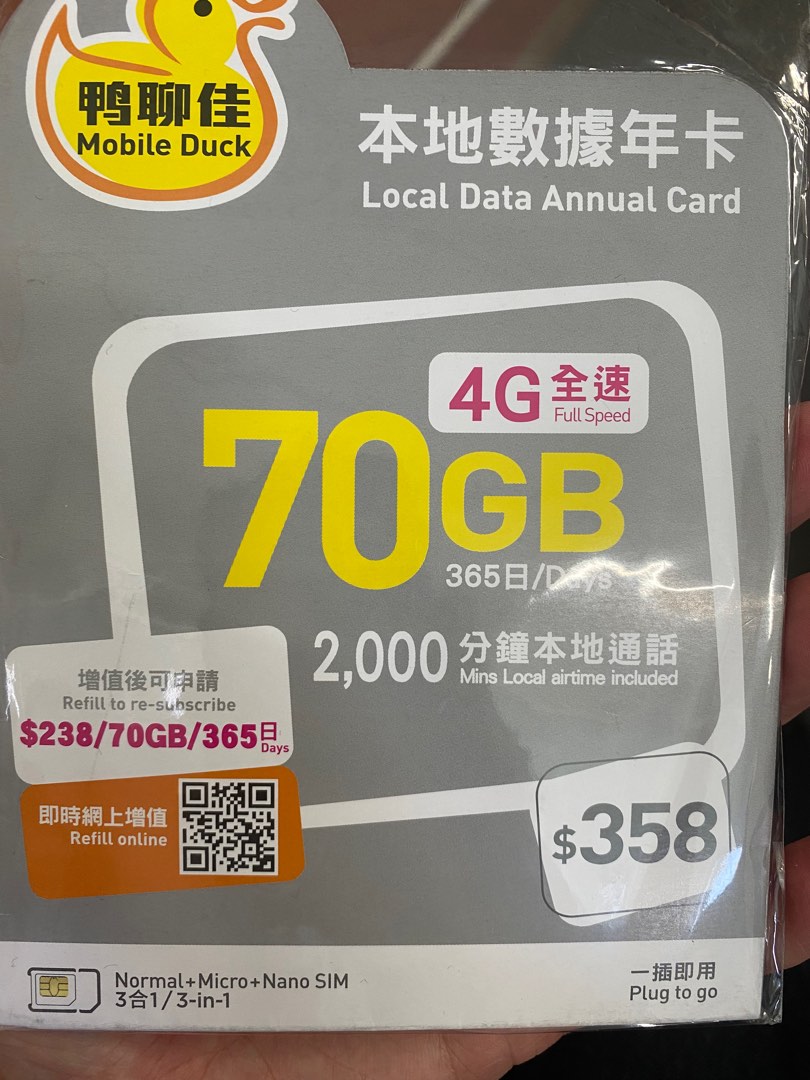 鴨聊佳
Mobile Duck
本地數據年卡
Local Data Annual Card
4G 全速
Full Speed
70GB
365日/Days
2,000 分鐘本地通話
Mins Local airtime included
增值後可申請
Refill to re-subscribe
$238/70GB/365日
Days
即時網上增值
Refill online
$358
Normal+Micro+Nano SIM
3合1/3-in-1
一插即用
Plug to go